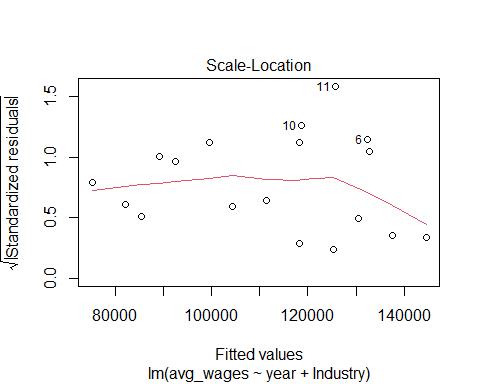 Scale-Location
√|Standardized residuals|
1.5
1.0
0.5
0.0
11
10
6
80000 100000 120000 140000
Fitted values
lm(avg_wages ~ year + Industry)